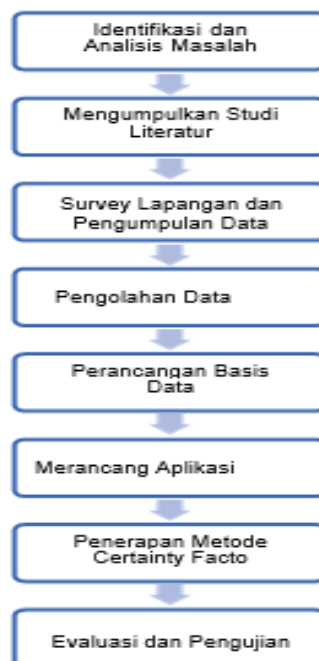 Identifikasi dan
Analisis Masalah
Mengumpulkan Studi
Literatur
Survey Lapangan dan
Pengumpulan Data
Pengolahan Data
Perancangan Basis
Data
Merancang Aplikasi
Penerapan Metode
Certainty Facto
Evaluasi dan Pengujian